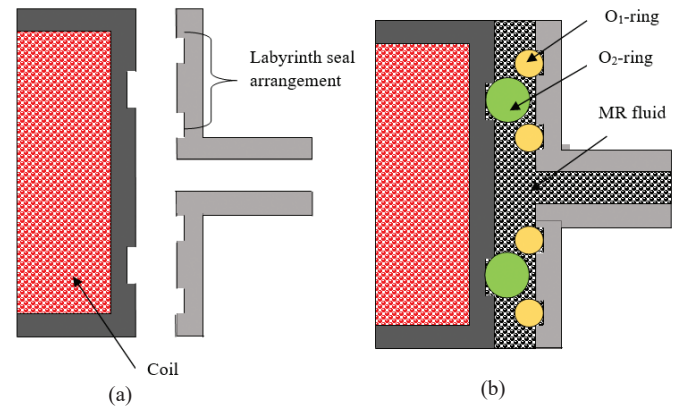 O₁-ring
O₂-ring
MR fluid
Labyrinth seal
arrangement
Coil
(a)
(b)